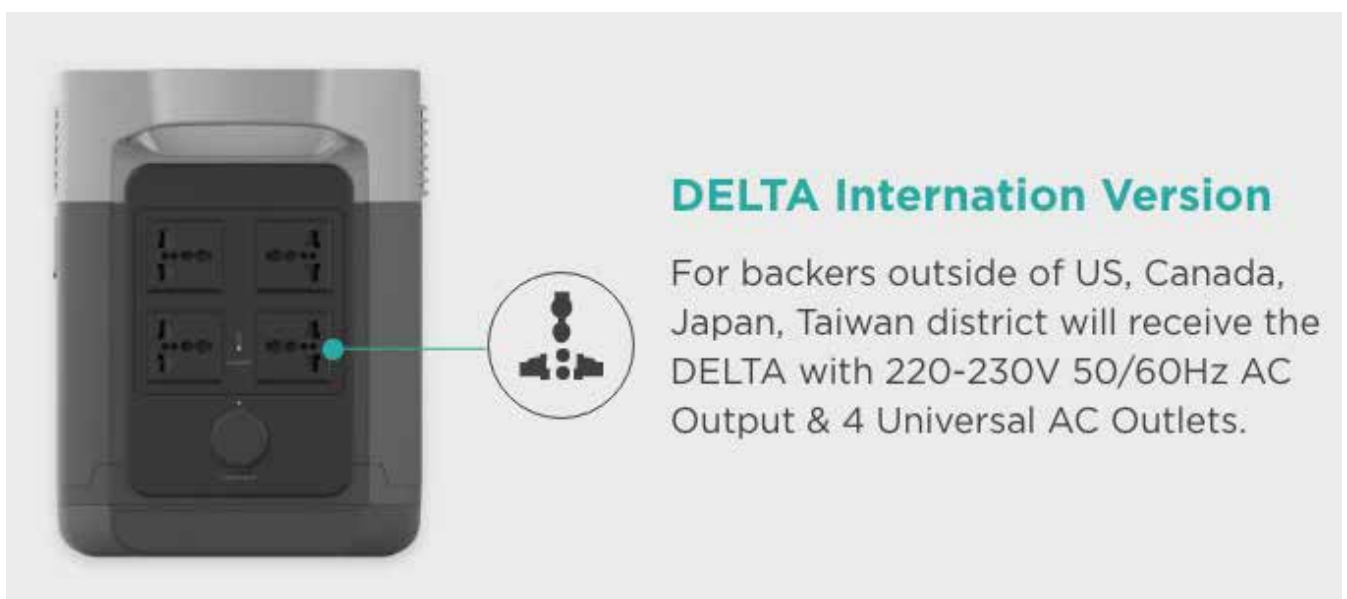 DELTA Internation Version
For backers outside of US, Canada,
Japan, Taiwan district will receive the
DELTA with 220-230V 50/60Hz AC
Output & 4 Universal AC Outlets.